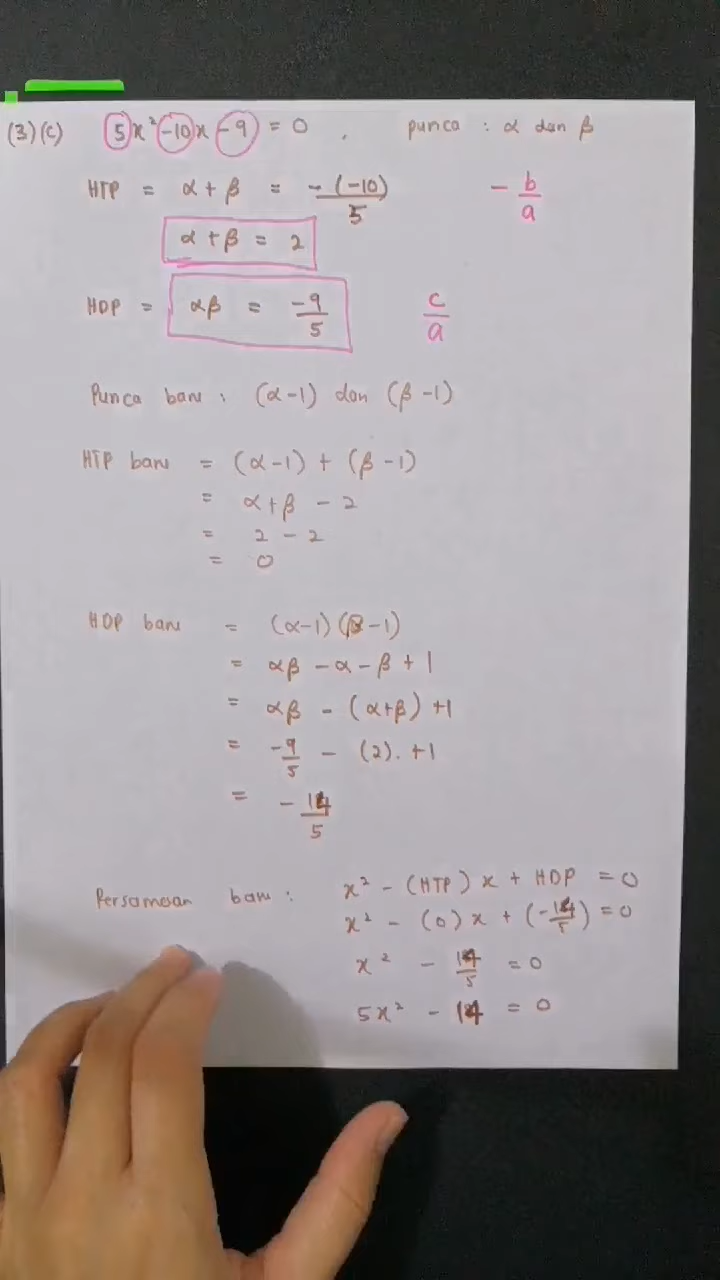 (3)(c) 5x² -10x -9 = 0 , punca : α dan β
HTP = α + β = -(-10)/5 -b/a
α + β = 2
HDP = αβ = -9/5 c/a
Punca baru : (α-1) dan (β-1)
HTP baru = (α-1) + (β-1)
= α+β - 2
= 2 - 2
= 0
HDP baru = (α-1)(β-1)
= αβ - α - β + 1
= αβ - (α+β) +1
= -9/5 - (2). +1
= -14/5
Persamaan baru : x² - (HTP) x + HDP = 0
x² - (0) x + (-14/5) = 0
x² - 14/5 = 0
5x² - 14 = 0